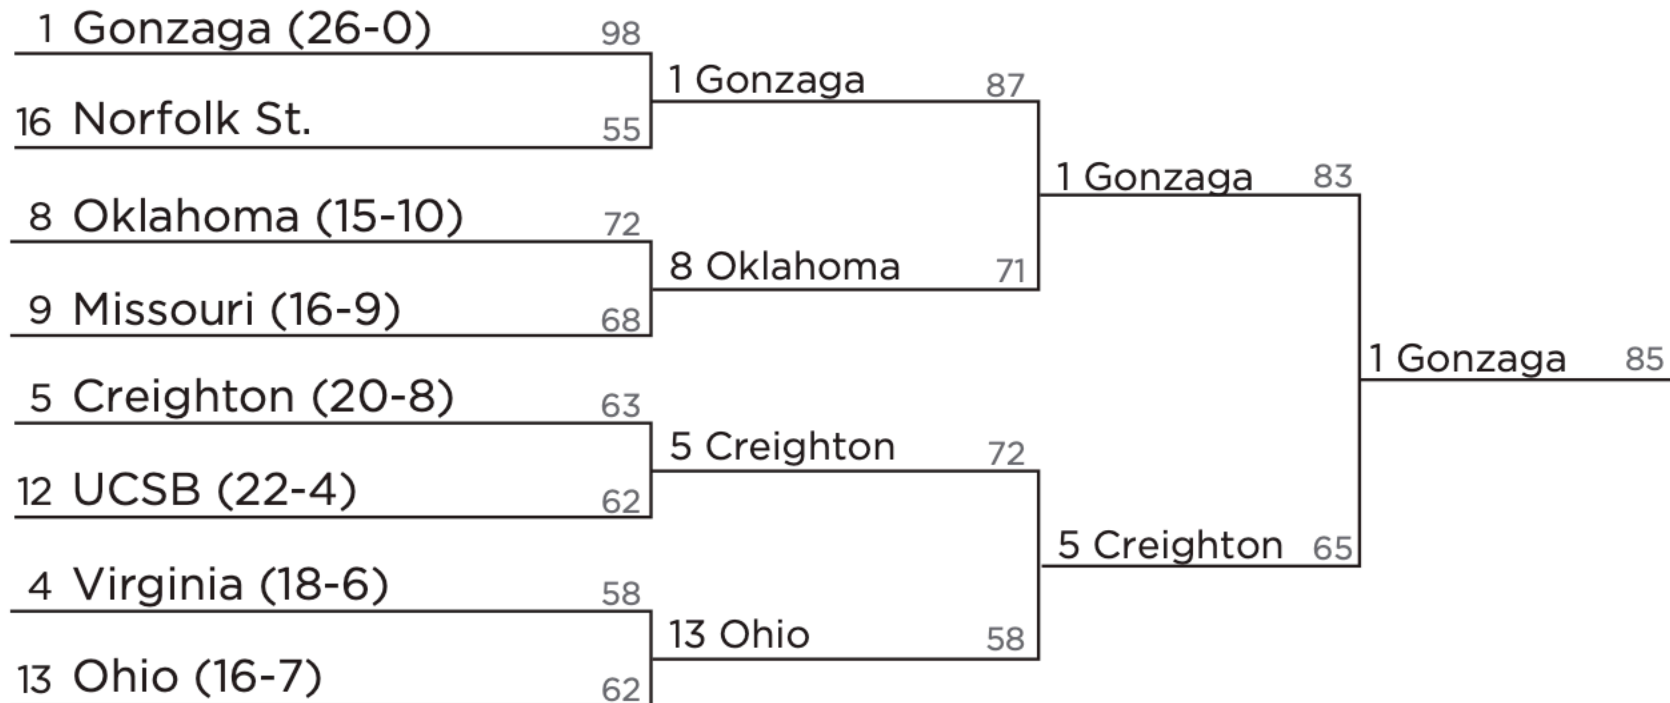 1 Gonzaga (26-0) 98
16 Norfolk St. 55
8 Oklahoma (15-10) 72
9 Missouri (16-9) 68
5 Creighton (20-8) 63
12 UCSB (22-4) 62
4 Virginia (18-6) 58
13 Ohio (16-7) 62
1 Gonzaga 87
8 Oklahoma 71
5 Creighton 72
13 Ohio 58
1 Gonzaga 83
5 Creighton 65
1 Gonzaga 85